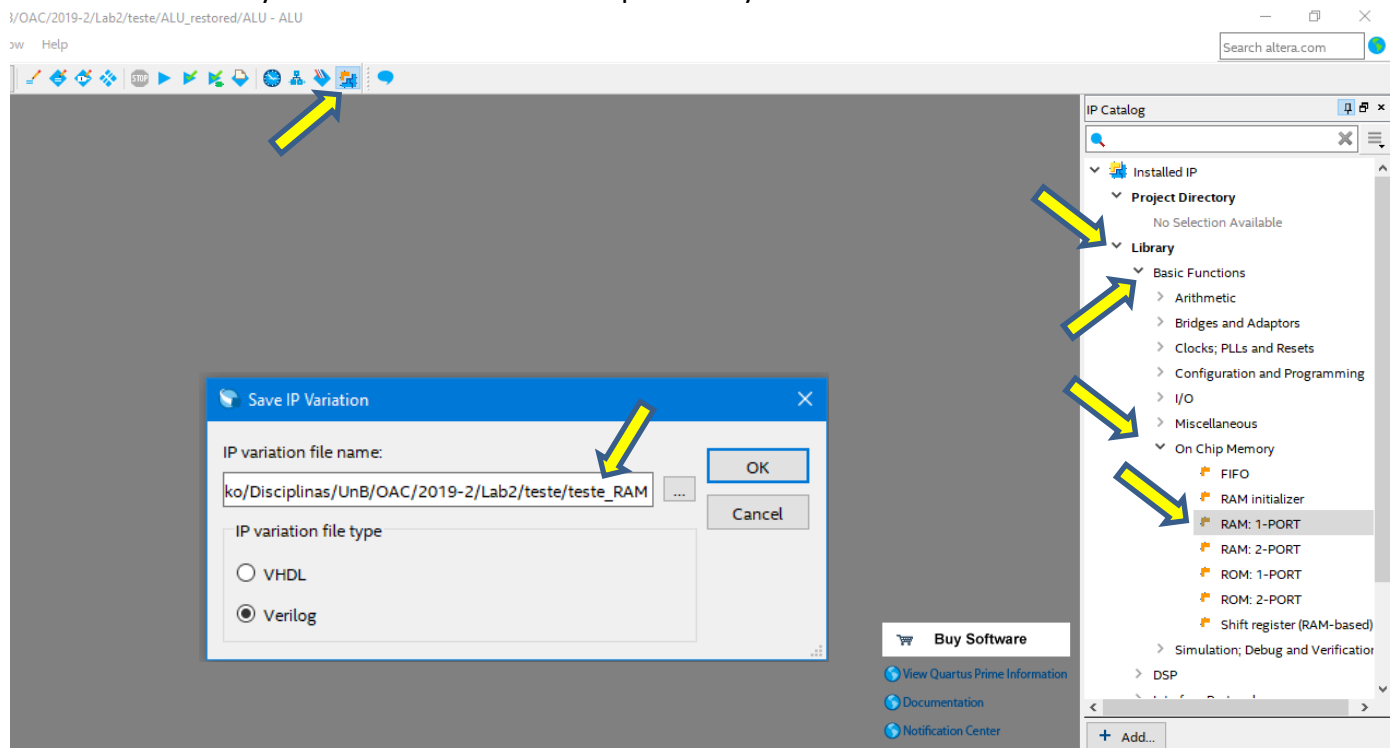 J/OAC/2019-2/Lab2/teste/ALU_restored/ALU - ALU
Help
Search altera.com
STOP
IP Catalog
Installed IP
Project Directory
No Selection Available
Library
Basic Functions
Arithmetic
Bridges and Adaptors
Clocks; PLLs and Resets
Configuration and Programming
I/O
Miscellaneous
On Chip Memory
FIFO
RAM initializer
RAM: 1-PORT
RAM: 2-PORT
ROM: 1-PORT
ROM: 2-PORT
Shift register (RAM-based)
Simulation; Debug and Verification
DSP
+ Add...
Save IP Variation
IP variation file name:
ko/Disciplinas/UnB/OAC/2019-2/Lab2/teste/teste_RAM
...
OK
Cancel
IP variation file type
VHDL
Verilog
Buy Software
View Quartus Prime Information
Documentation
Notification Center